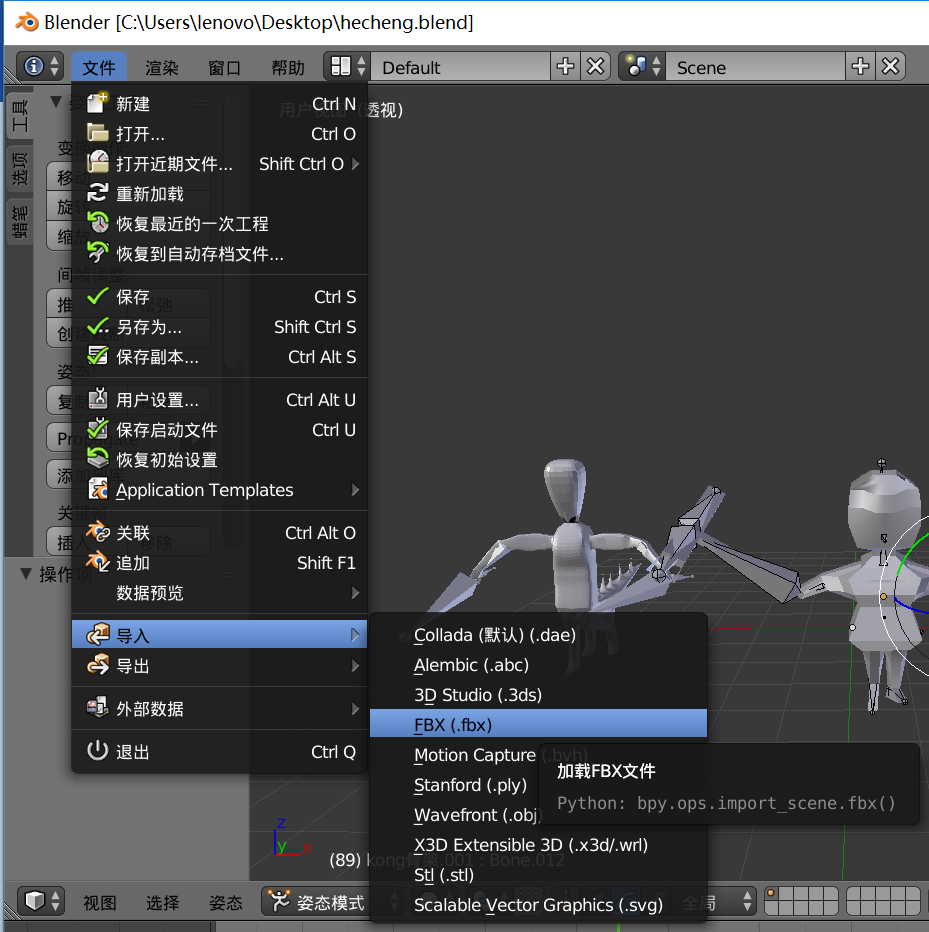 Blender [C:\Users\lenovo\Desktop\hecheng.blend]
文件 渲染 窗口 帮助 Default Scene
新建 Ctrl N
用户视图 (透视)
打开... Ctrl O
打开近期文件... Shift Ctrl O
重新加载
恢复最近的一次工程
恢复到自动存档文件...
保存 Ctrl S
另存为... Shift Ctrl S
保存副本... Ctrl Alt S
用户设置... Ctrl Alt U
保存启动文件 Ctrl U
恢复初始设置
Application Templates
关联 Ctrl Alt O
追加 Shift F1
数据预览
导入
导出
外部数据
退出 Ctrl Q
工具
选项
蜡笔
操作项
Collada (默认) (.dae)
Alembic (.abc)
3D Studio (.3ds)
FBX (.fbx)
Motion Capture (.bvh)
Stanford (.ply)
Wavefront (.obj)
X3D Extensible 3D (.x3d/.wrl)
Stl (.stl)
Scalable Vector Graphics (.svg)
加载FBX文件
Python: bpy.ops.import_scene.fbx()
z
y x
(89) kong骨架.001 : Bone.012
视图 选择 姿态 姿态模式 全局